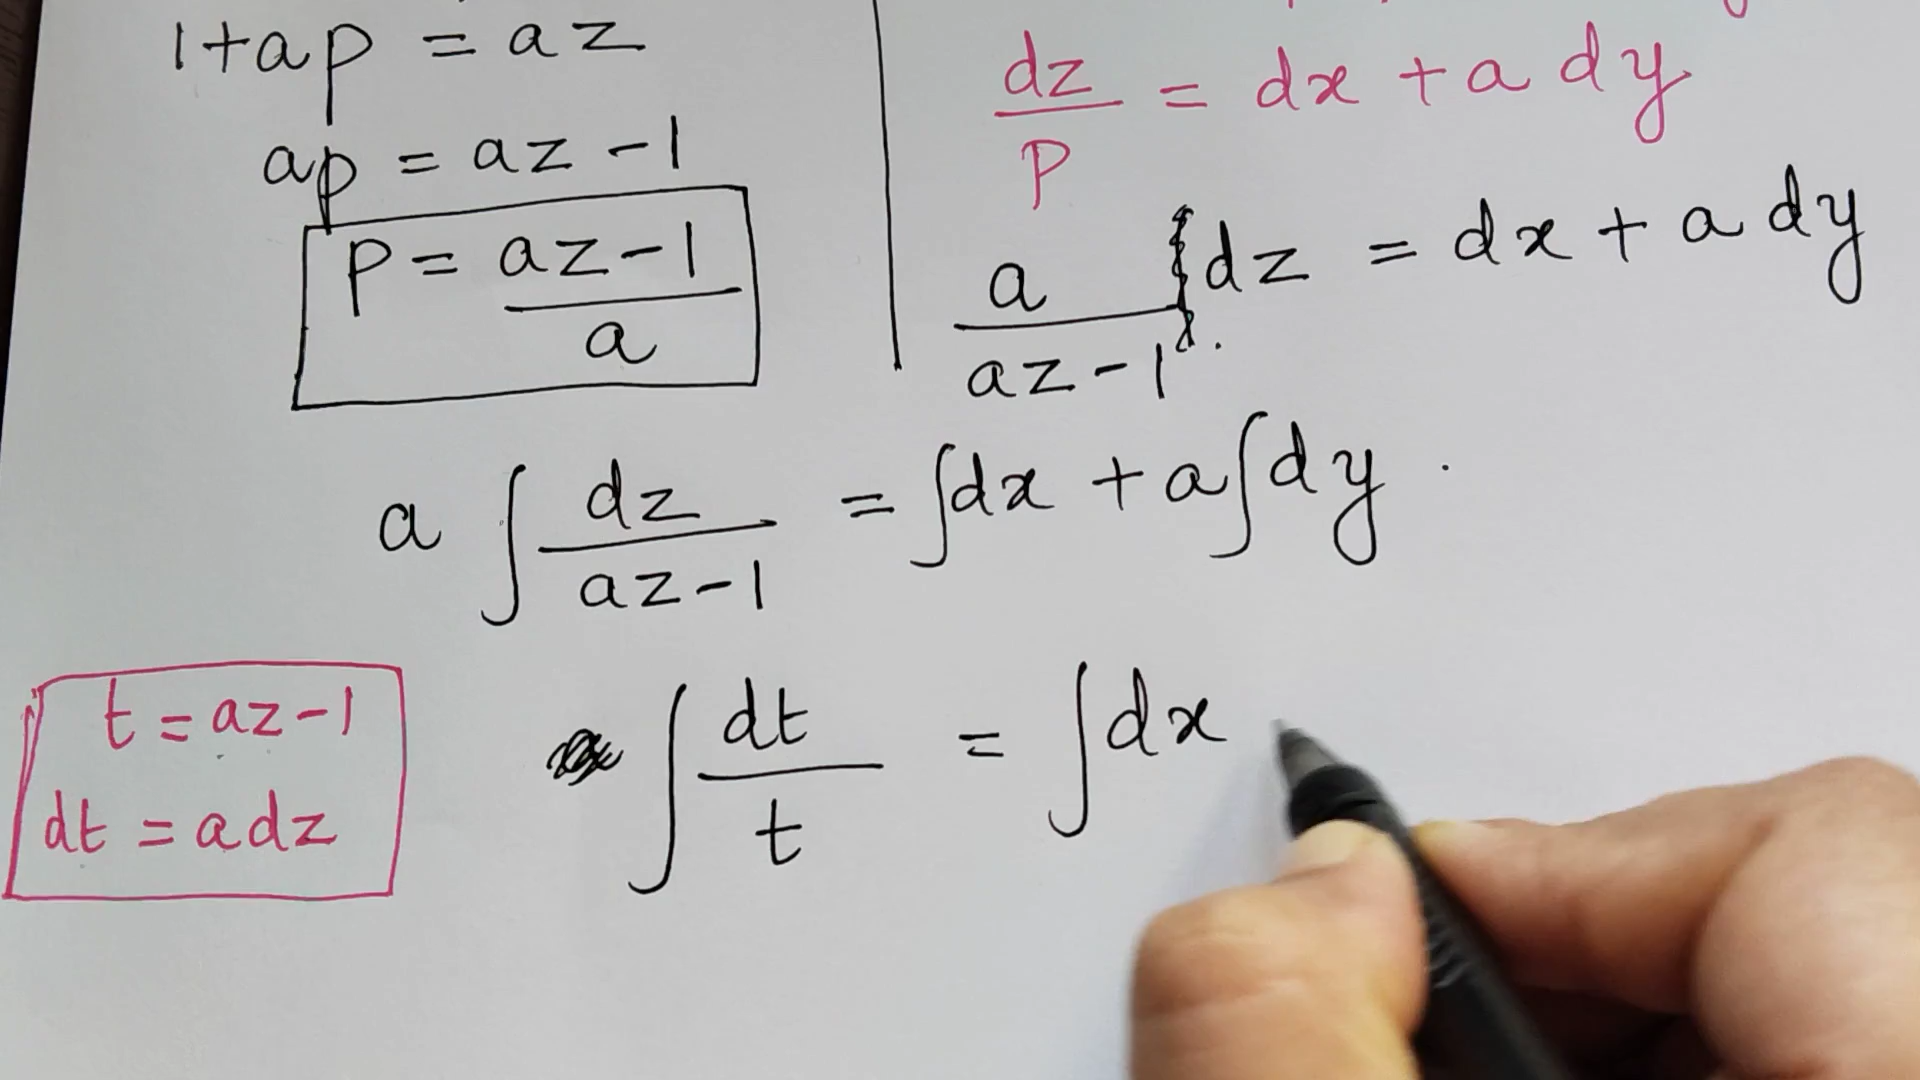 1+ap = az
ap = az - 1
p = az - 1 / a
dz / p = dx + a dy
a / az - 1 dz = dx + a dy
a ∫ dz / az - 1 = ∫dx + a∫dy
t = az - 1
dt = a dz
∫ dt / t = ∫ dx